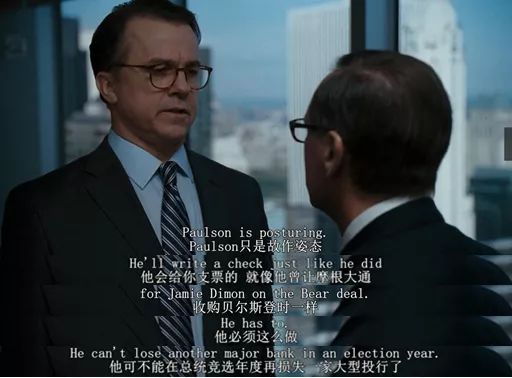 Paulson is posturing.
Paulson只是故作姿态
He'll write a check just like he did
他会给你支票的 就像他曾让摩根大通
for Jamie Dimon on the Bear deal.
收购贝尔斯登时一样
He has to.
他必须这么做
He can't lose another major bank in an election year.
他可不能在总统竞选年度再损失一家大型投行了